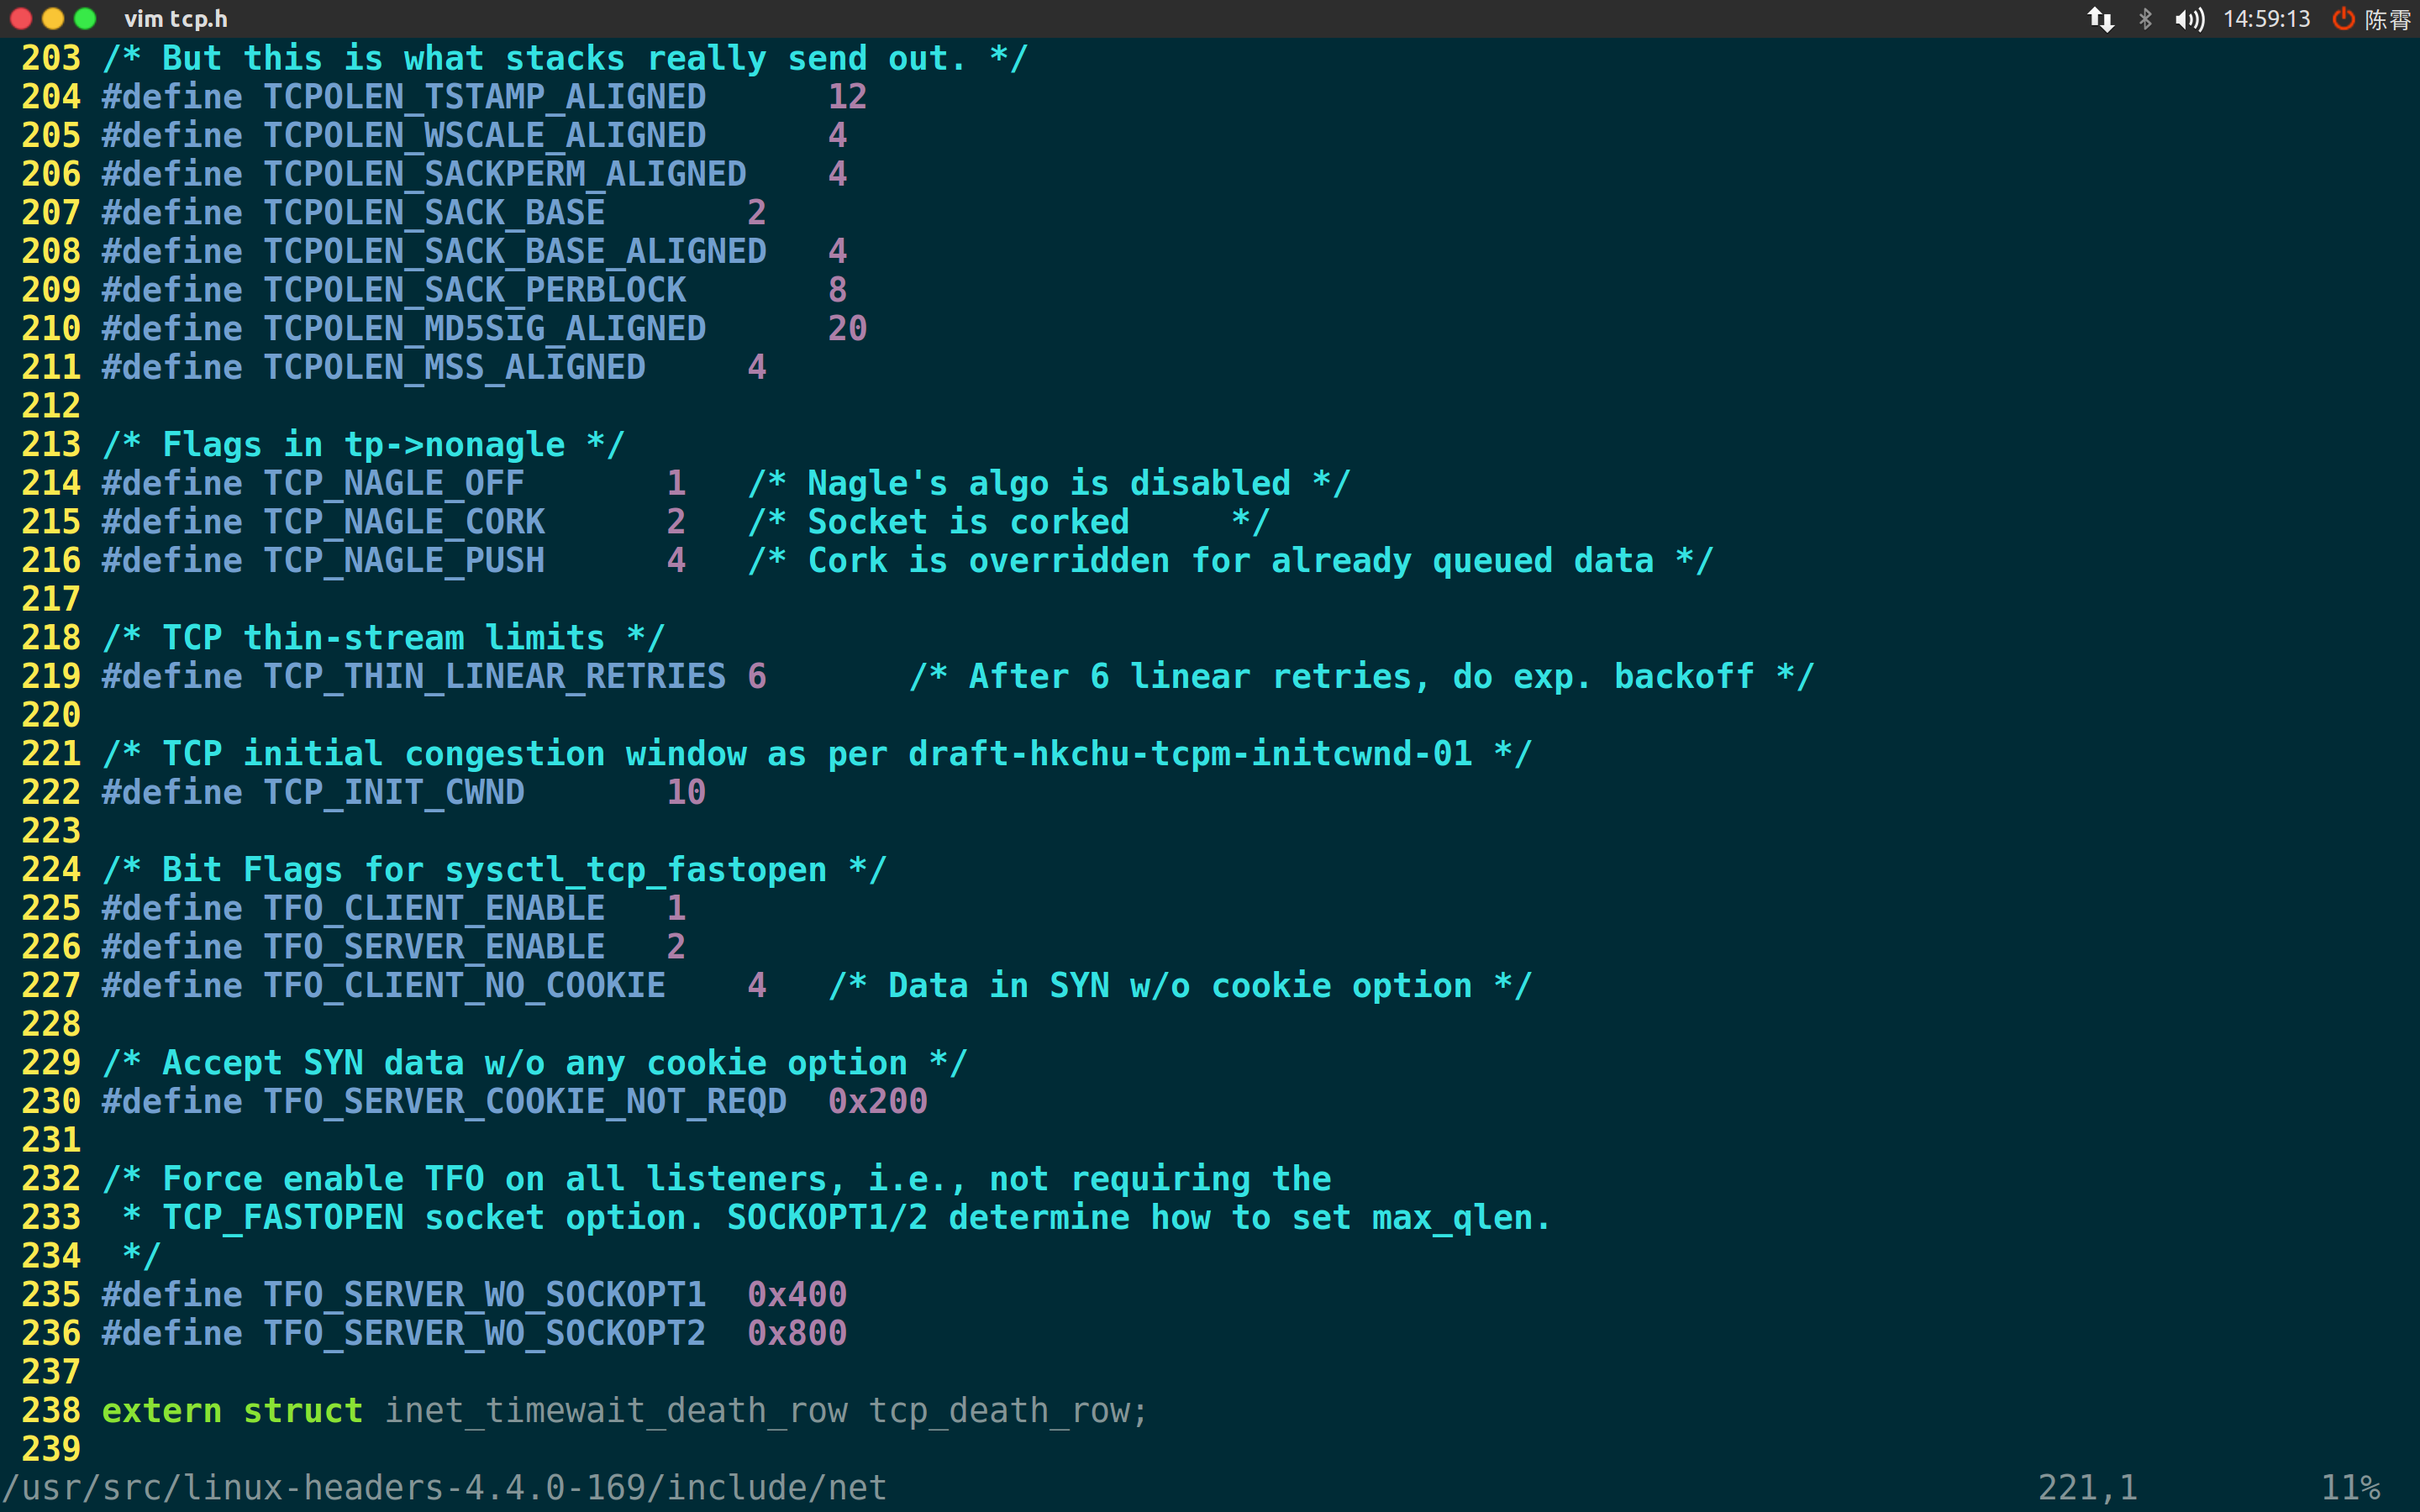 vim tcp.h 14:59:13 陈霄
203 /* But this is what stacks really send out. */
204 #define TCPOLEN_TSTAMP_ALIGNED      12
205 #define TCPOLEN_WSCALE_ALIGNED      4
206 #define TCPOLEN_SACKPERM_ALIGNED    4
207 #define TCPOLEN_SACK_BASE       2
208 #define TCPOLEN_SACK_BASE_ALIGNED   4
209 #define TCPOLEN_SACK_PERBLOCK       8
210 #define TCPOLEN_MD5SIG_ALIGNED      20
211 #define TCPOLEN_MSS_ALIGNED     4
212
213 /* Flags in tp->nonagle */
214 #define TCP_NAGLE_OFF       1   /* Nagle's algo is disabled */
215 #define TCP_NAGLE_CORK      2   /* Socket is corked     */
216 #define TCP_NAGLE_PUSH      4   /* Cork is overridden for already queued data */
217
218 /* TCP thin-stream limits */
219 #define TCP_THIN_LINEAR_RETRIES 6       /* After 6 linear retries, do exp. backoff */
220
221 /* TCP initial congestion window as per draft-hkchu-tcpm-initcwnd-01 */
222 #define TCP_INIT_CWND       10
223
224 /* Bit Flags for sysctl_tcp_fastopen */
225 #define TFO_CLIENT_ENABLE   1
226 #define TFO_SERVER_ENABLE   2
227 #define TFO_CLIENT_NO_COOKIE    4   /* Data in SYN w/o cookie option */
228
229 /* Accept SYN data w/o any cookie option */
230 #define TFO_SERVER_COOKIE_NOT_REQD  0x200
231
232 /* Force enable TFO on all listeners, i.e., not requiring the
233  * TCP_FASTOPEN socket option. SOCKOPT1/2 determine how to set max_qlen.
234  */
235 #define TFO_SERVER_WO_SOCKOPT1  0x400
236 #define TFO_SERVER_WO_SOCKOPT2  0x800
237
238 extern struct inet_timewait_death_row tcp_death_row;
239
/usr/src/linux-headers-4.4.0-169/include/net 221,1 11%